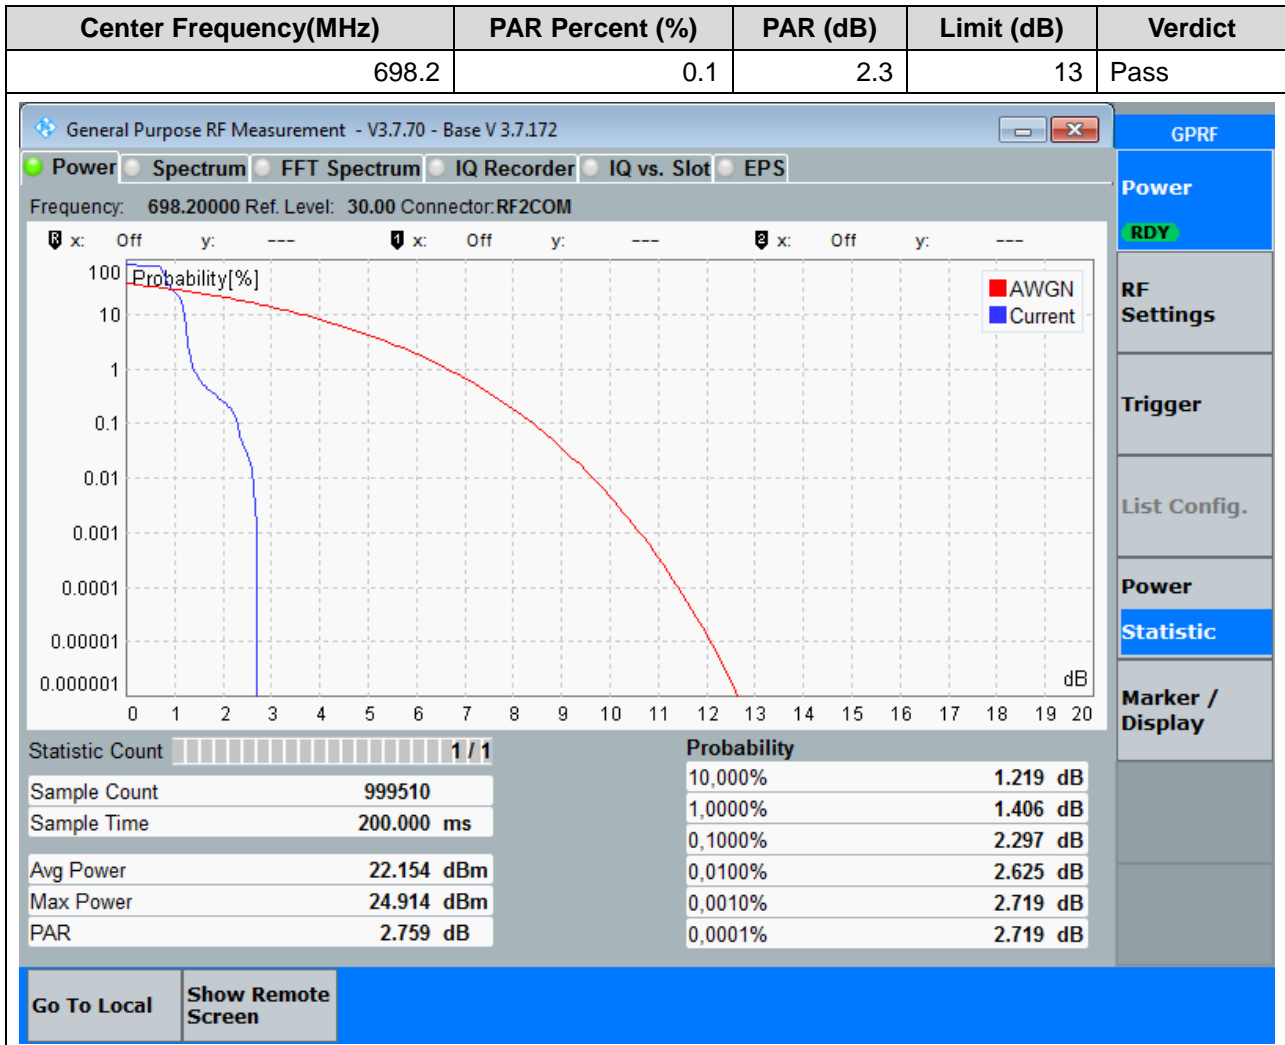 Center Frequency(MHz) PAR Percent (%) PAR (dB) Limit (dB) Verdict
698.2 0.1 2.3 13 Pass
General Purpose RF Measurement - V3.7.70 - Base V 3.7.172
GPRF
Power Spectrum FFT Spectrum IQ Recorder IQ vs. Slot EPS
Frequency: 698.20000 Ref. Level: 30.00 Connector:RF2COM
R x: Off y: --- 1 x: Off y: --- 2 x: Off y: ---
Probability[%]
AWGN
Current
100
10
1
0.1
0.01
0.001
0.0001
0.00001
0.000001
dB
0 1 2 3 4 5 6 7 8 9 10 11 12 13 14 15 16 17 18 19 20
Statistic Count 1 / 1
Sample Count 999510
Sample Time 200.000 ms
Avg Power 22.154 dBm
Max Power 24.914 dBm
PAR 2.759 dB
Probability
10,000% 1.219 dB
1,0000% 1.406 dB
0,1000% 2.297 dB
0,0100% 2.625 dB
0,0010% 2.719 dB
0,0001% 2.719 dB
Power
RDY
RF
Settings
Trigger
List Config.
Power
Statistic
Marker /
Display
Go To Local
Show Remote
Screen